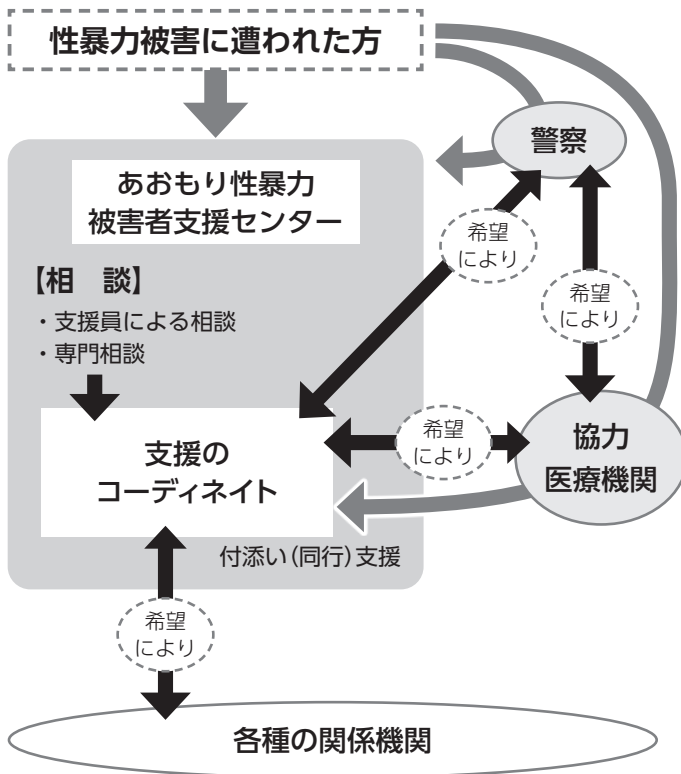 性暴力被害に遭われた方
警察
あおもり性暴力
被害者支援センター
希望
により
【相　談】
・支援員による相談
・専門相談
希望
により
支援の
コーディネイト
希望
により
協力
医療機関
付添い(同行)支援
希望
により
各種の関係機関